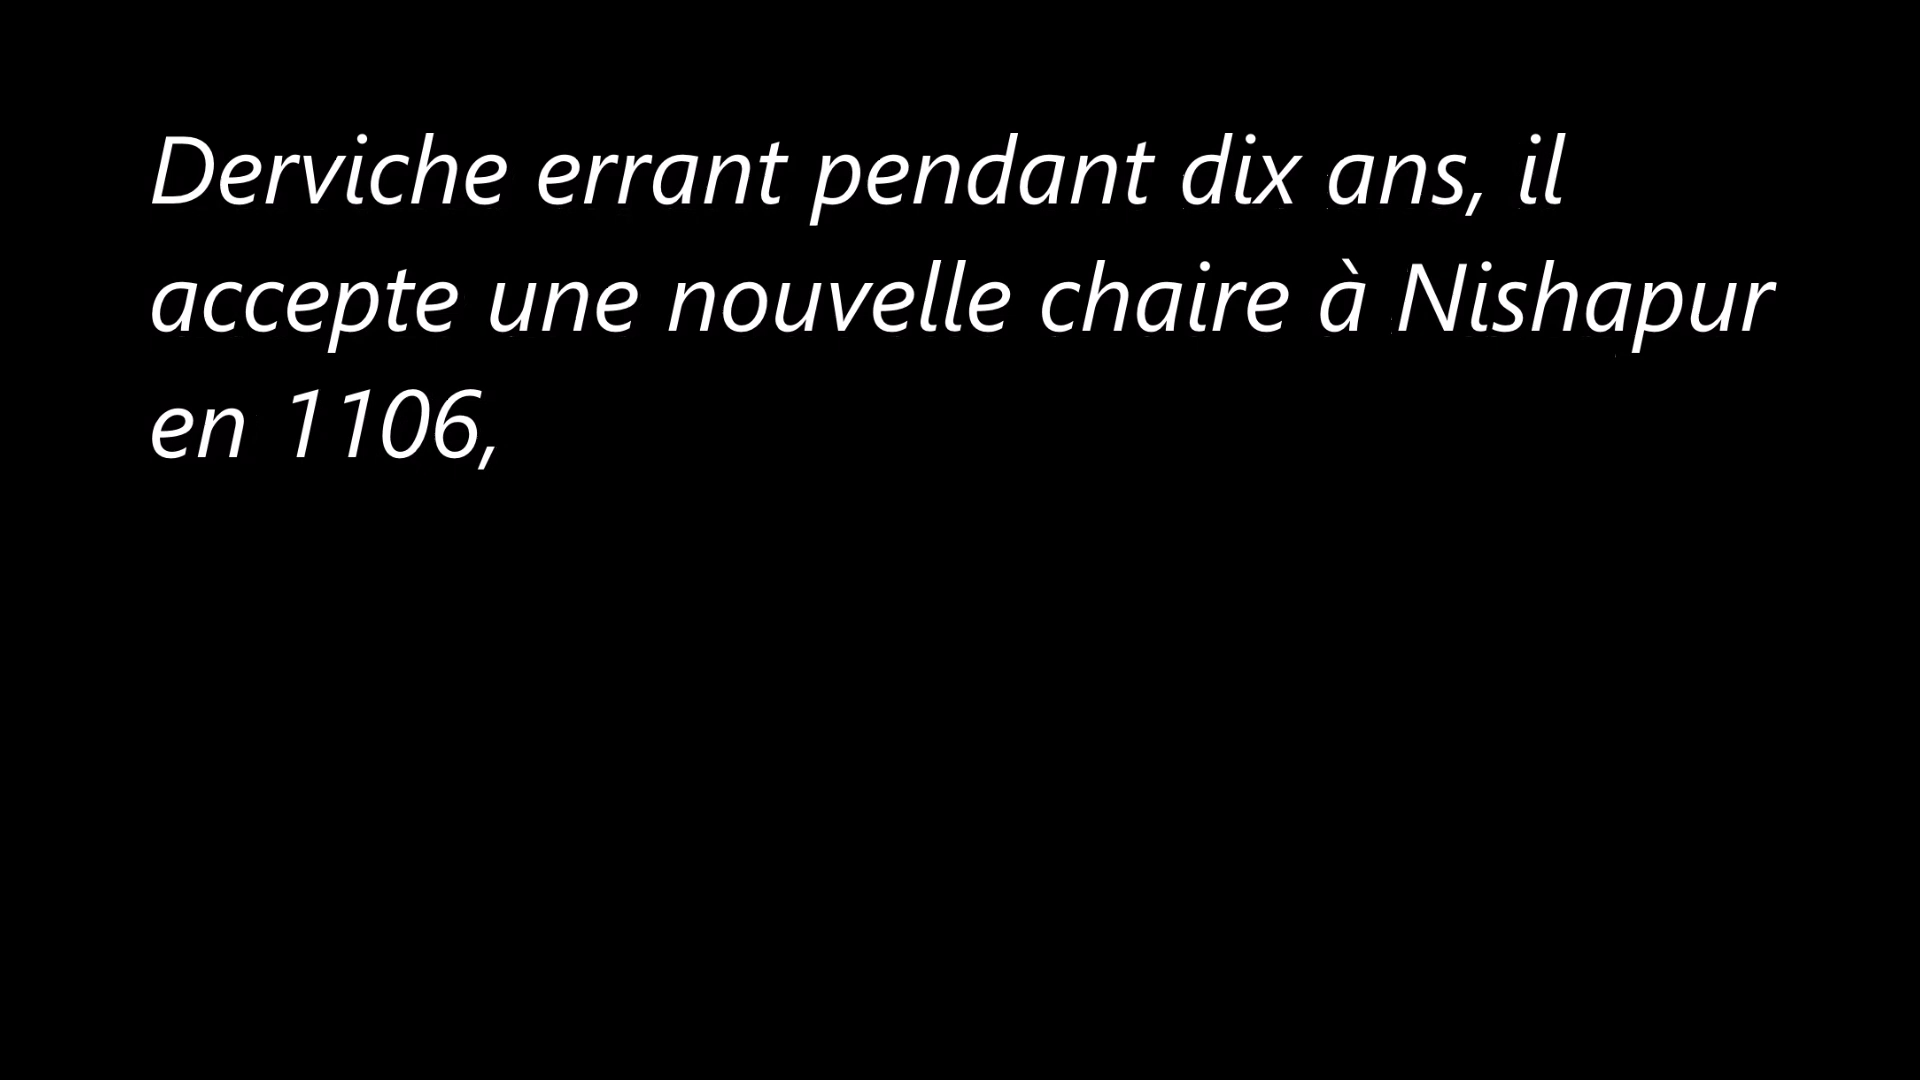 Derviche errant pendant dix ans, il
accepte une nouvelle chaire à Nishapur
en 1106,